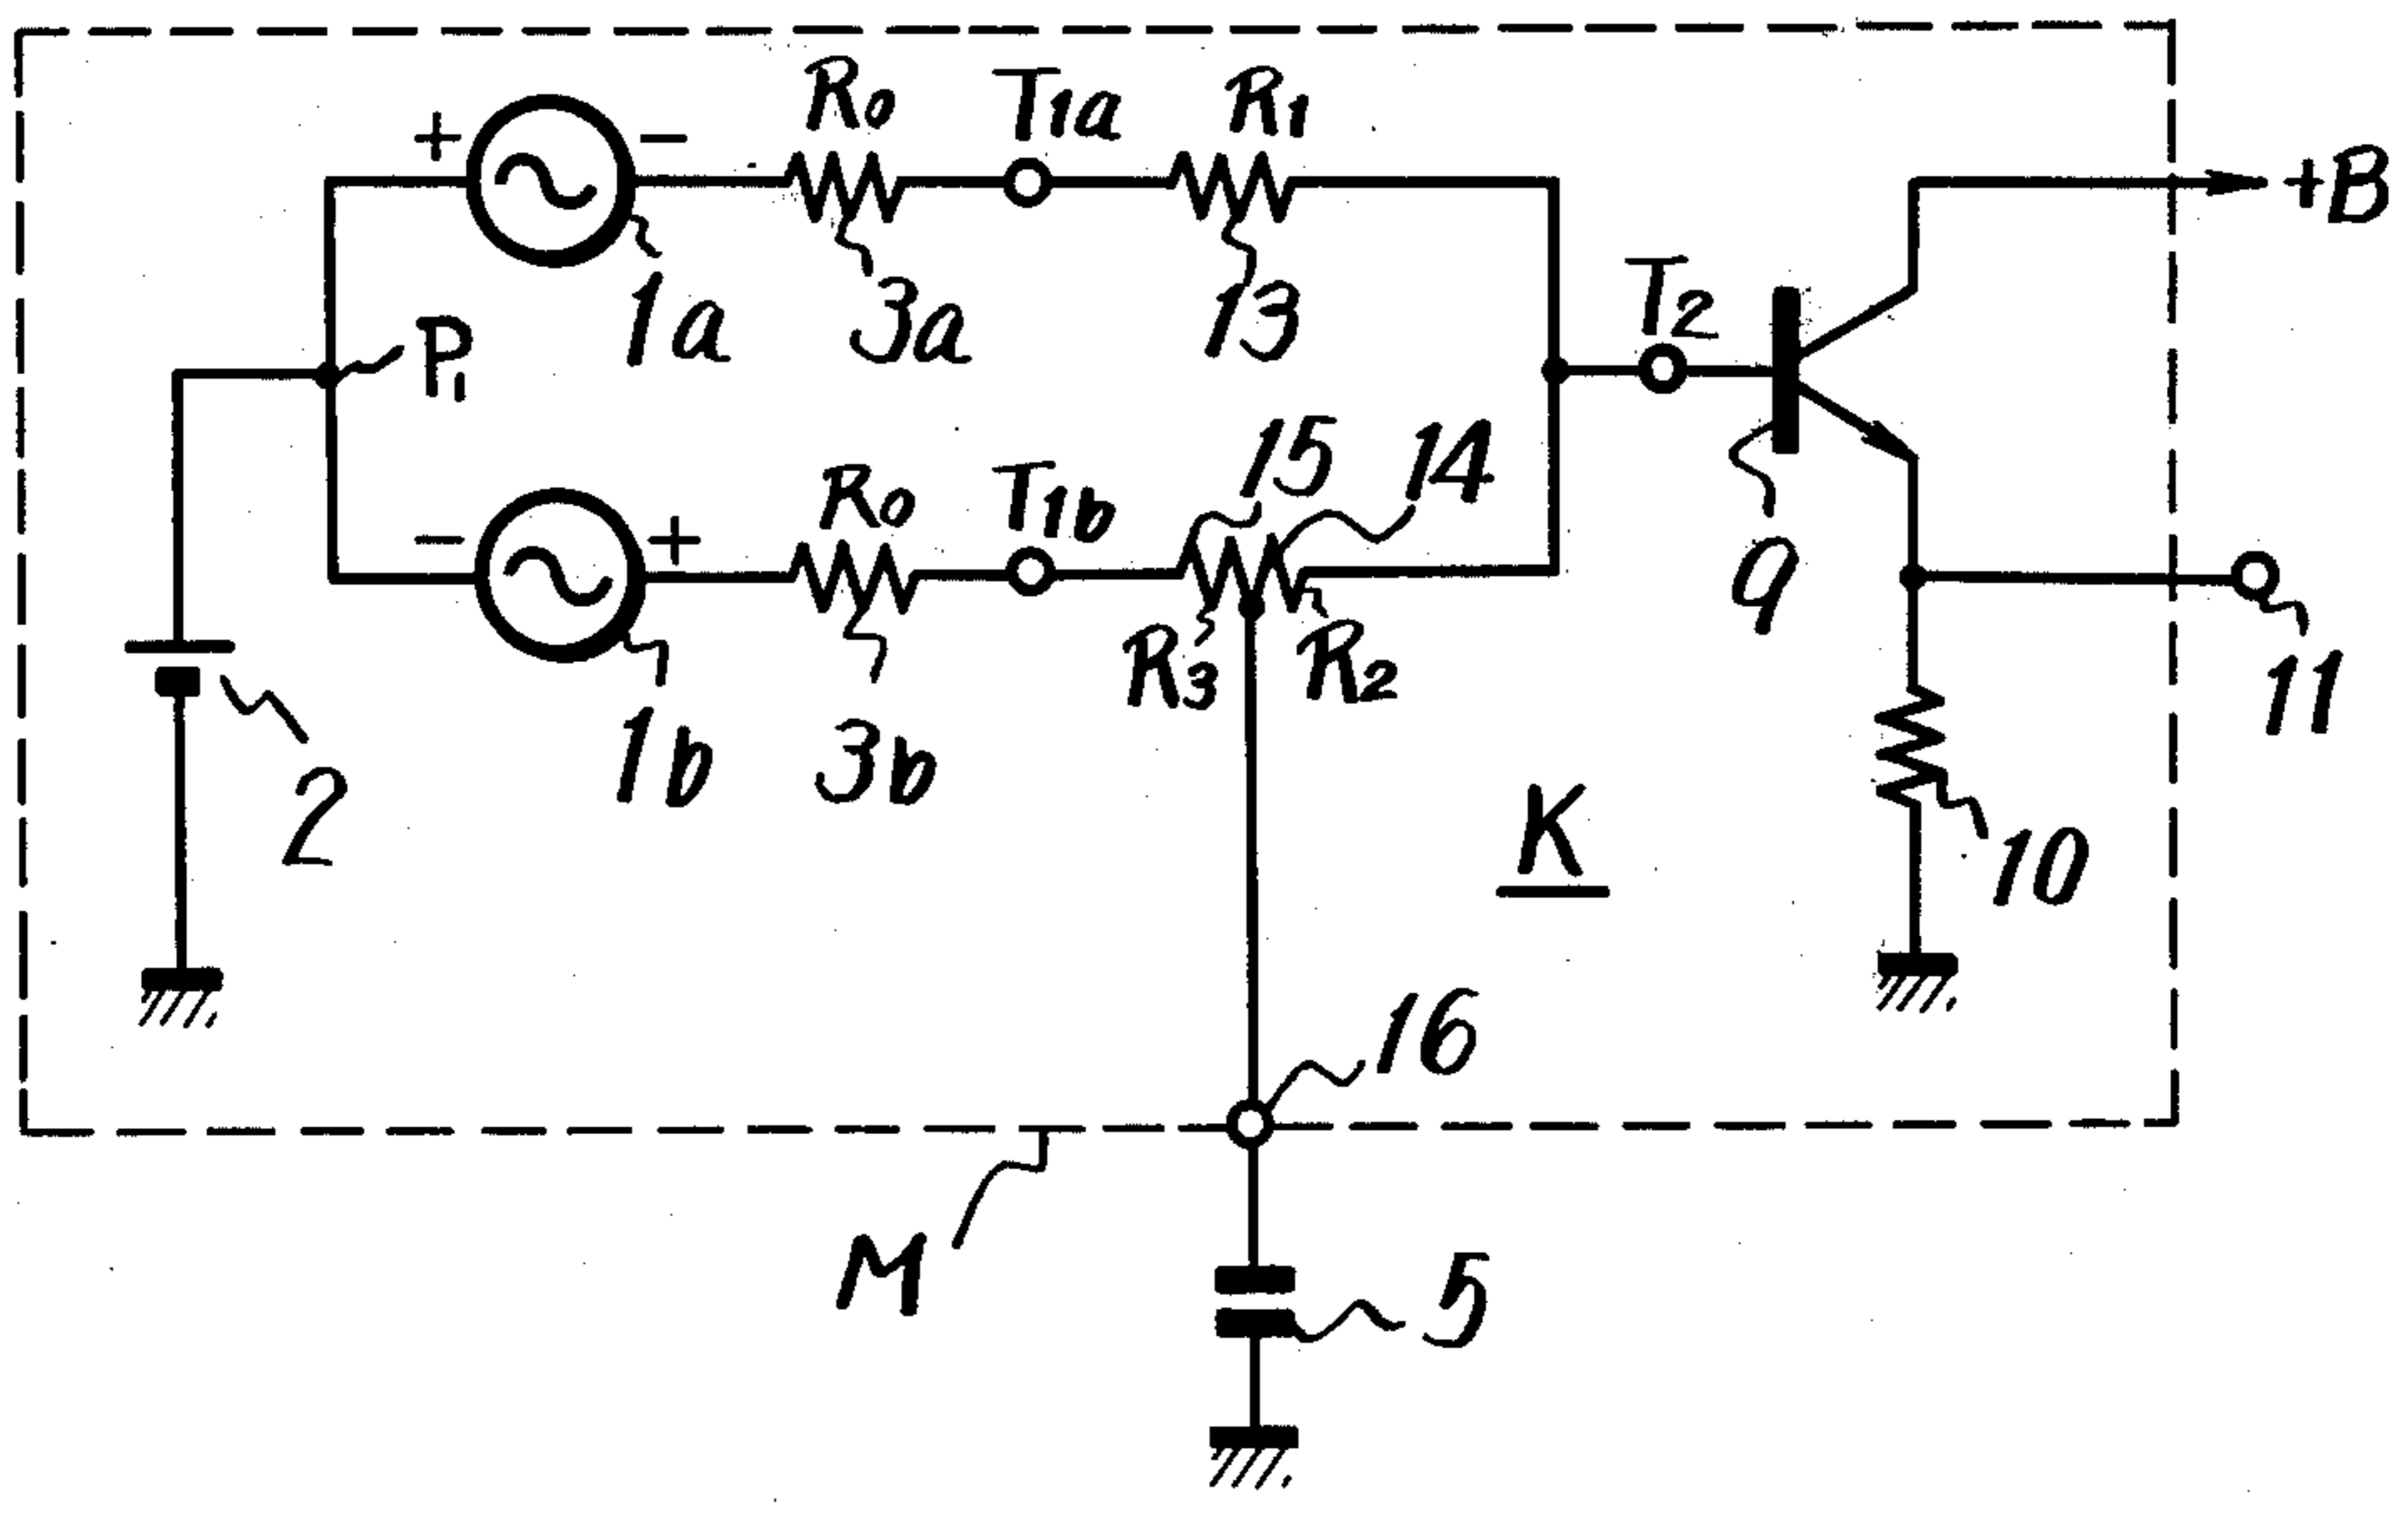 R0 T1a R1
+ −
+B
1a 3a 13
T2
P1
15 14
R0 T1b
− +
9
R3 R2
11
1b 3b
2
K
10
16
M
5